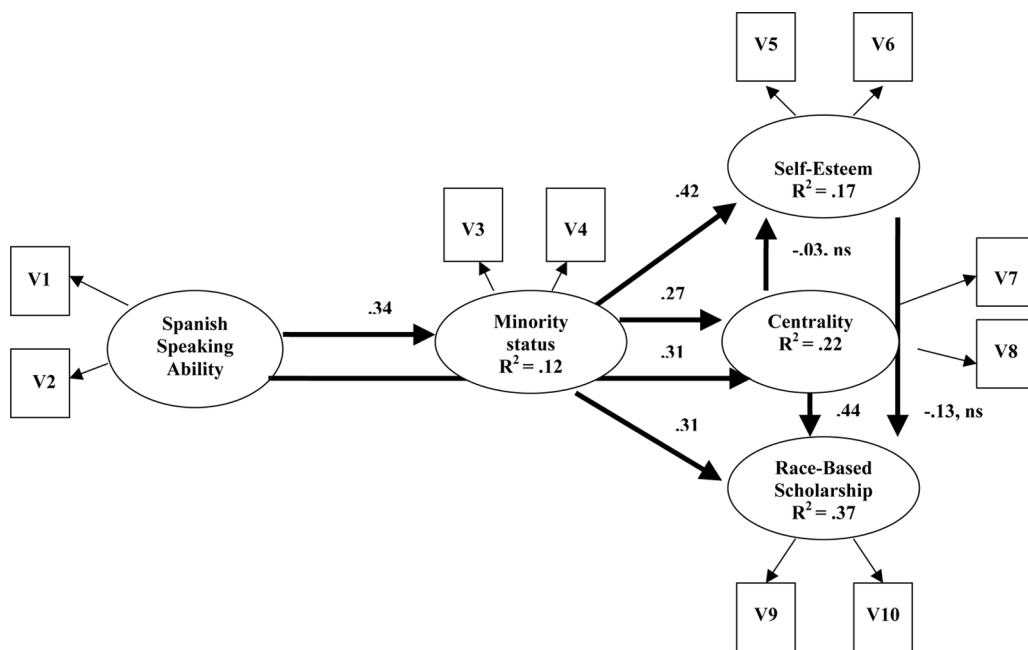 V5
V6
Self-Esteem
R² = .17
.42
V3
V4
-.03, ns
V7
V1
.34
.27
Spanish
Speaking
Ability
Minority
status
R² = .12
Centrality
R² = .22
V8
V2
.31
.31
.44
-.13, ns
Race-Based
Scholarship
R² = .37
V9
V10